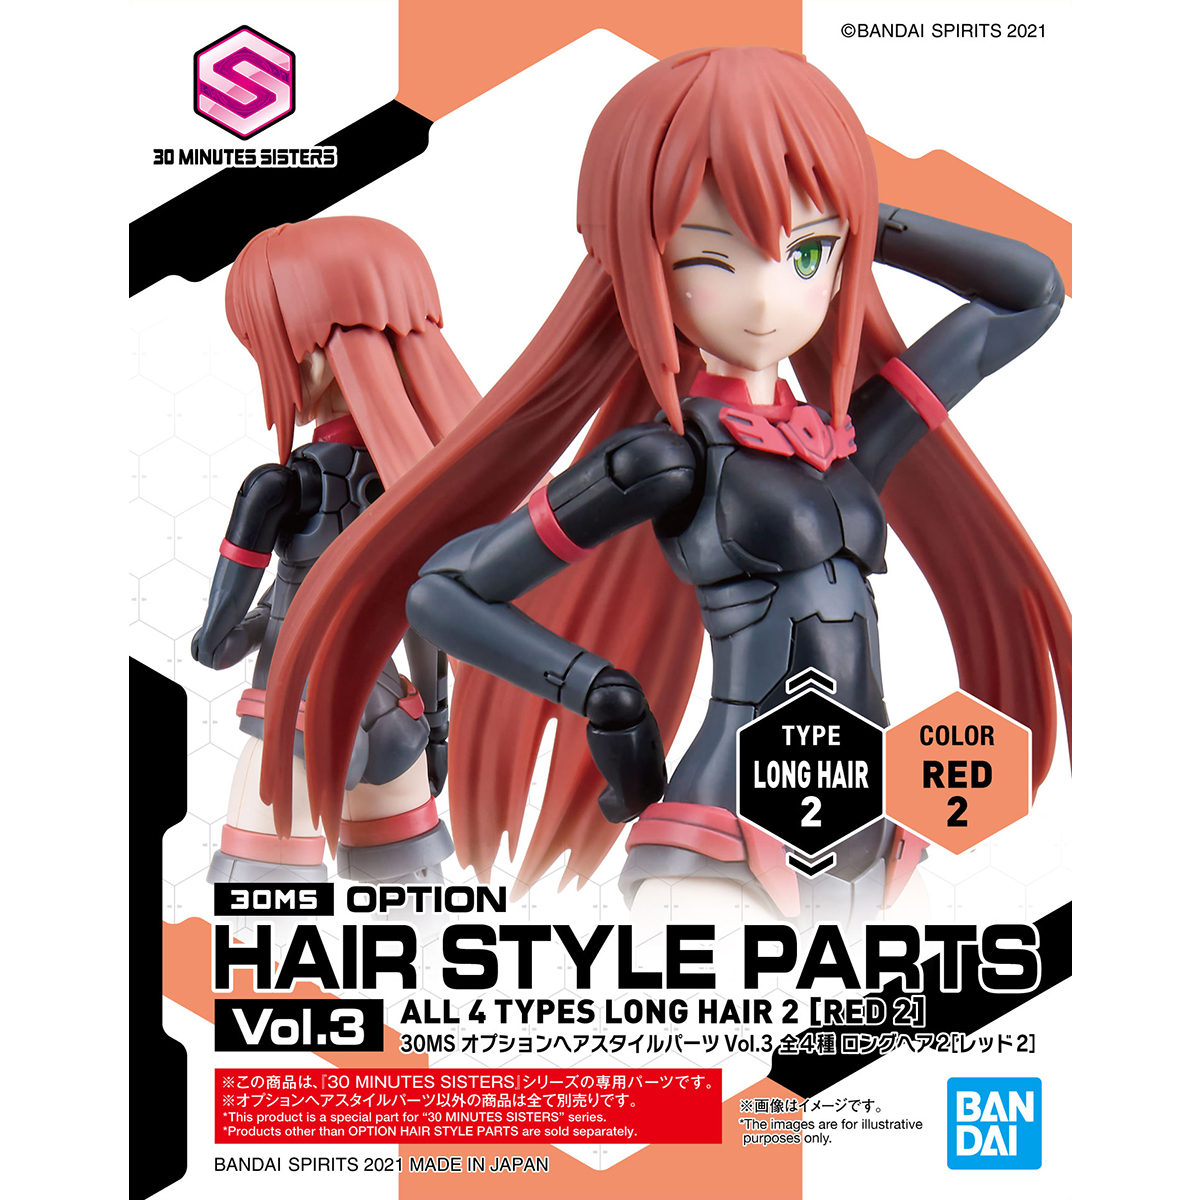 ©BANDAI SPIRITS 2021
30 MINUTES SISTERS
TYPE
LONG HAIR
2
COLOR
RED
2
30MS OPTION
HAIR STYLE PARTS
Vol.3
ALL 4 TYPES LONG HAIR 2 [RED 2]
30MS オプションヘアスタイルパーツ Vol.3 全4種 ロングヘア 2[レッド 2]
※この商品は、『30 MINUTES SISTERS』シリーズの専用パーツです。
※オプションヘアスタイルパーツ以外の商品は全て別売りです。
*This product is a special part for “30 MINUTES SISTERS” series.
*Products other than OPTION HAIR STYLE PARTS are sold separately.
※画像はイメージです。
*The images are for illustrative
purposes only.
BAN
DAI
BANDAI SPIRITS 2021 MADE IN JAPAN